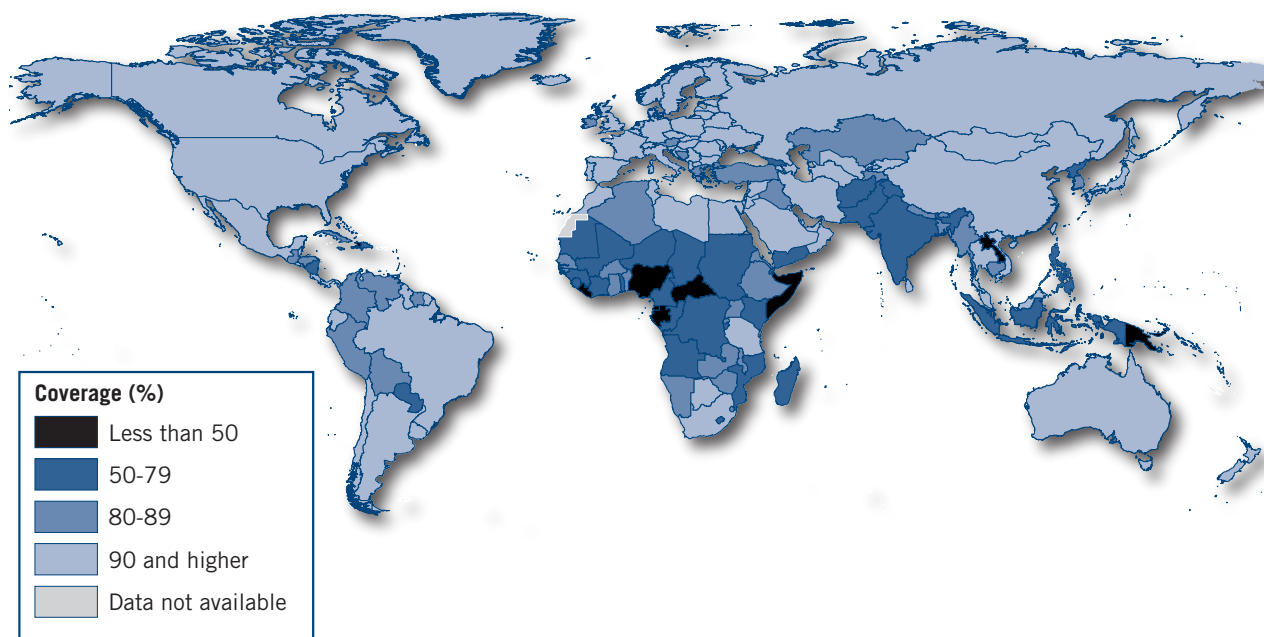 Coverage (%)
Less than 50
50-79
80-89
90 and higher
Data not available